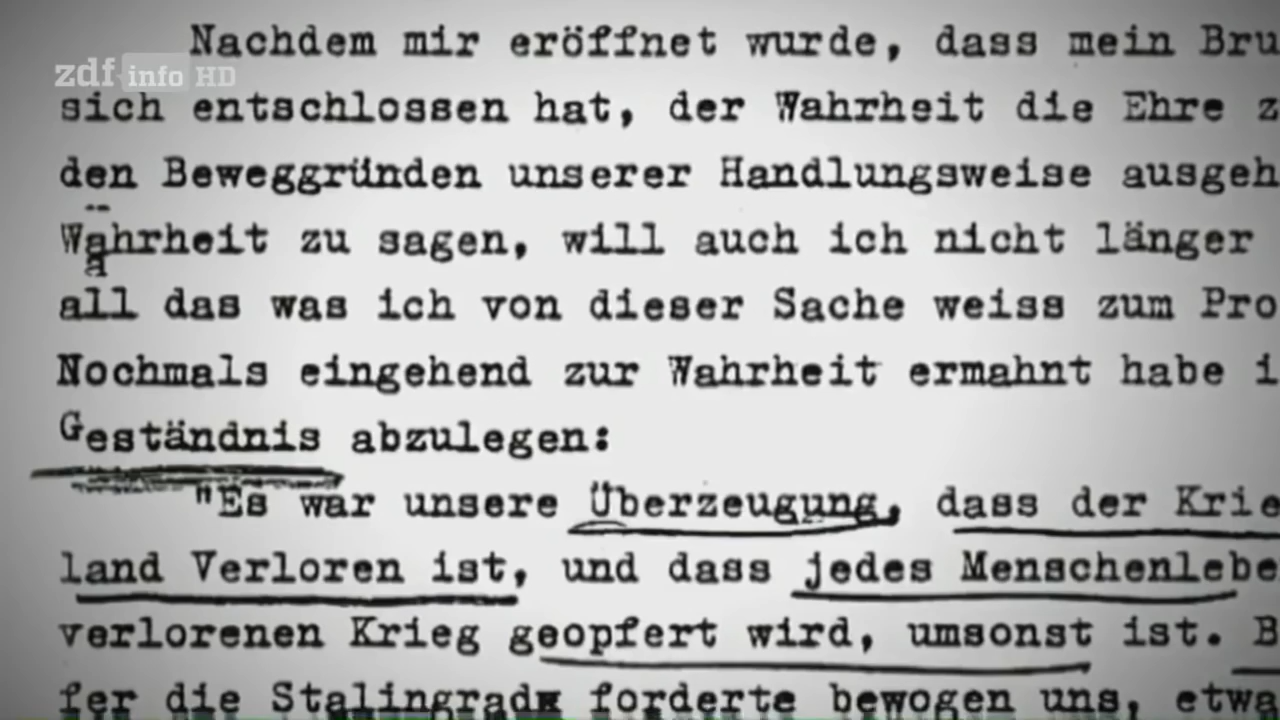 Nachdem mir eröffnet wurde, dass mein Bru
zdf info HD
sich entschlossen hat, der Wahrheit die Ehre z
den Beweggründen unserer Handlungsweise ausgeh
Wahrheit zu sagen, will auch ich nicht länger
all das was ich von dieser Sache weiss zum Pro
Nochmals eingehend zur Wahrheit ermahnt habe i
Geständnis abzulegen:
"Es war unsere Überzeugung, dass der Krie
land Verloren ist, und dass jedes Menschenlebe
verlorenen Krieg geopfert wird, umsonst ist. B
fer die Stalingrad forderte bewogen uns, etwa